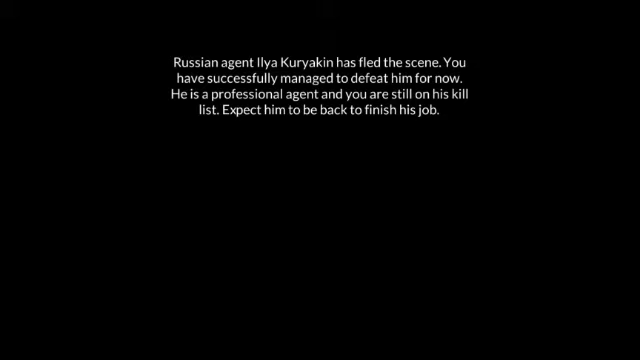 Russian agent Ilya Kuryakin has fled the scene. You
have successfully managed to defeat him for now.
He is a professional agent and you are still on his kill
list. Expect him to be back to finish his job.